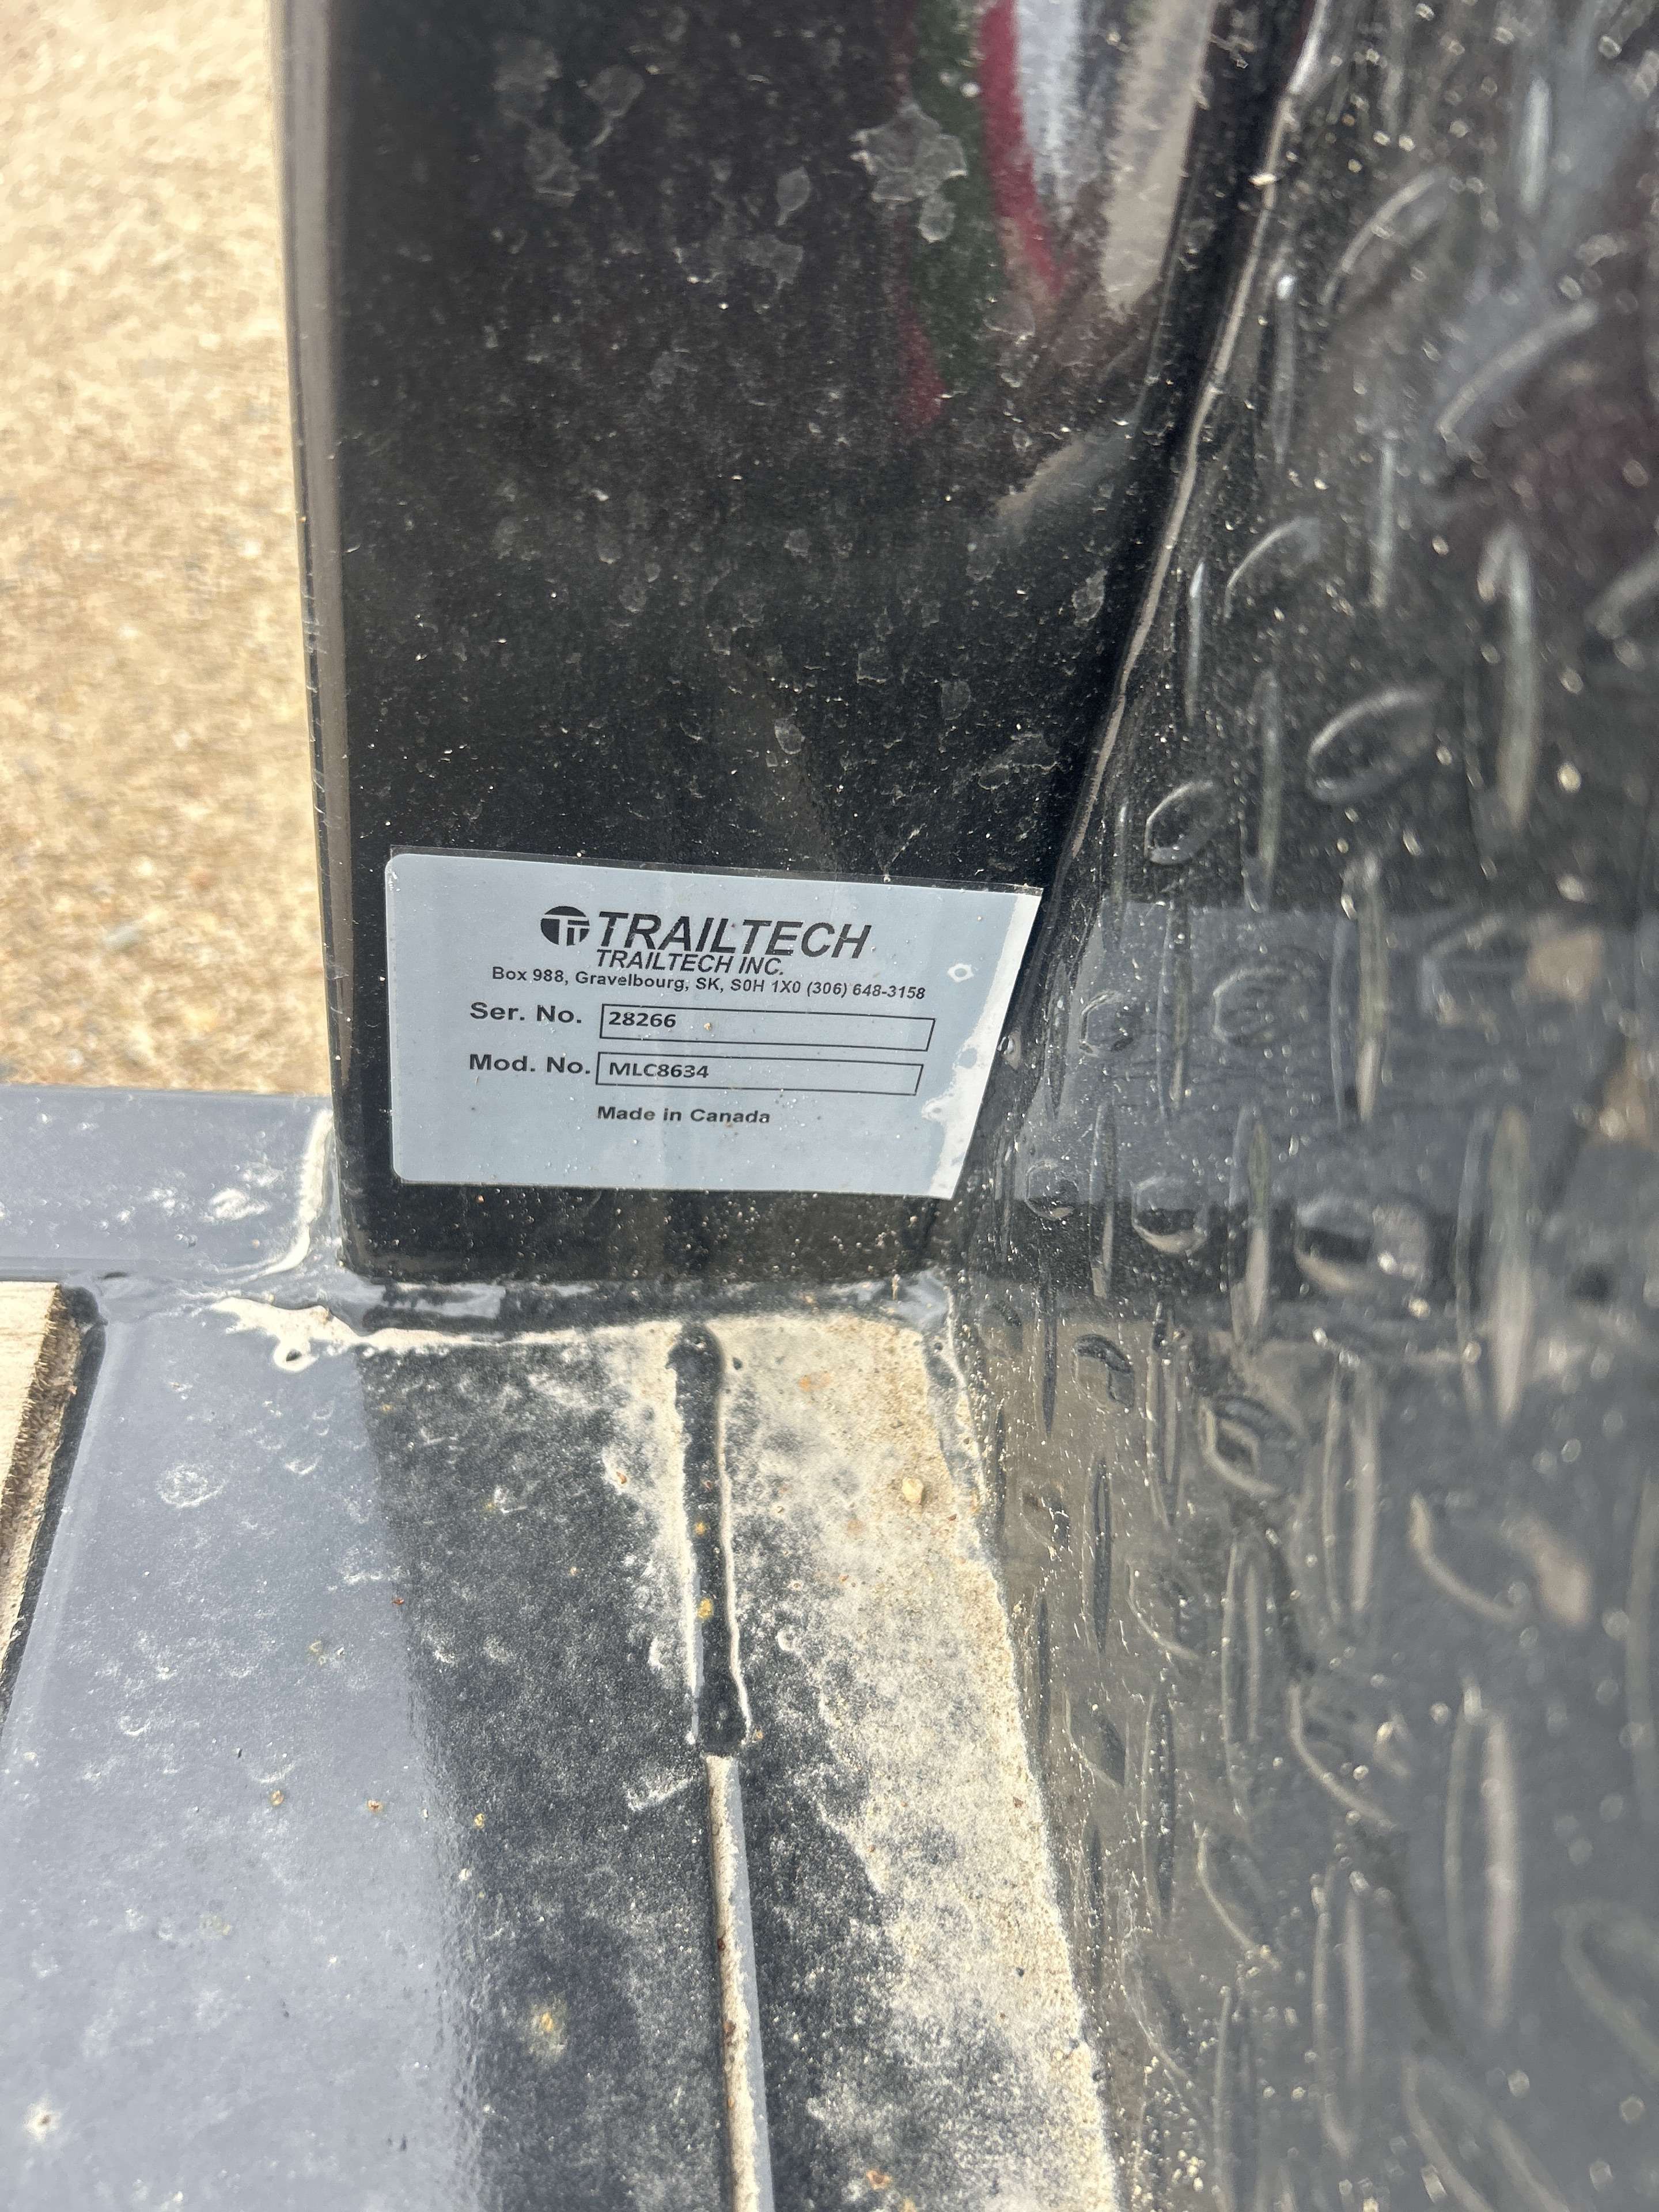 TRAILTECH
TRAILTECH INC.
Box 988, Gravelbourg, SK, S0H 1X0 (306) 648-3158
Ser. No. 28266
Mod. No. MLC8634
Made in Canada